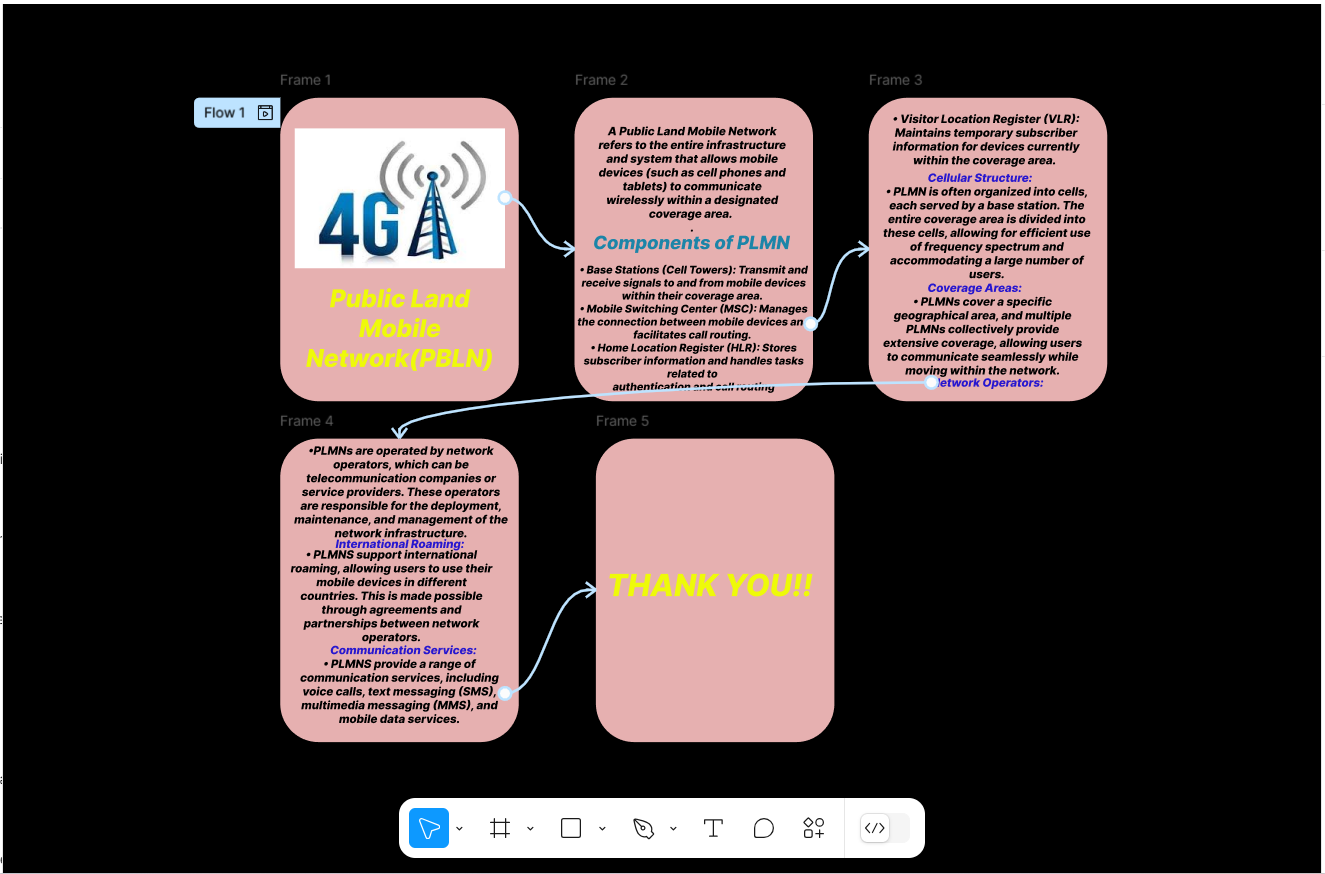 Frame 1
Flow 1
4G
Public Land
Mobile
Network(PBLN)
Frame 2
A Public Land Mobile Network
refers to the entire infrastructure
and system that allows mobile
devices (such as cell phones and
tablets) to communicate
wirelessly within a designated
coverage area.
.
Components of PLMN
• Base Stations (Cell Towers): Transmit and
receive signals to and from mobile devices
within their coverage area.
• Mobile Switching Center (MSC): Manages
the connection between mobile devices an
facilitates call routing.
• Home Location Register (HLR): Stores
subscriber information and handles tasks
related to
authentication and call routing
Frame 3
• Visitor Location Register (VLR):
Maintains temporary subscriber
information for devices currently
within the coverage area.
Cellular Structure:
• PLMN is often organized into cells,
each served by a base station. The
entire coverage area is divided into
these cells, allowing for efficient use
of frequency spectrum and
accommodating a large number of
users.
Coverage Areas:
• PLMNs cover a specific
geographical area, and multiple
PLMNs collectively provide
extensive coverage, allowing users
to communicate seamlessly while
moving within the network.
etwork Operators:
Frame 4
•PLMNs are operated by network
operators, which can be
telecommunication companies or
service providers. These operators
are responsible for the deployment,
maintenance, and management of the
network infrastructure.
International Roaming:
• PLMNS support international
roaming, allowing users to use their
mobile devices in different
countries. This is made possible
through agreements and
partnerships between network
operators.
Communication Services:
• PLMNS provide a range of
communication services, including
voice calls, text messaging (SMS),
multimedia messaging (MMS), and
mobile data services.
Frame 5
THANK YOU!!